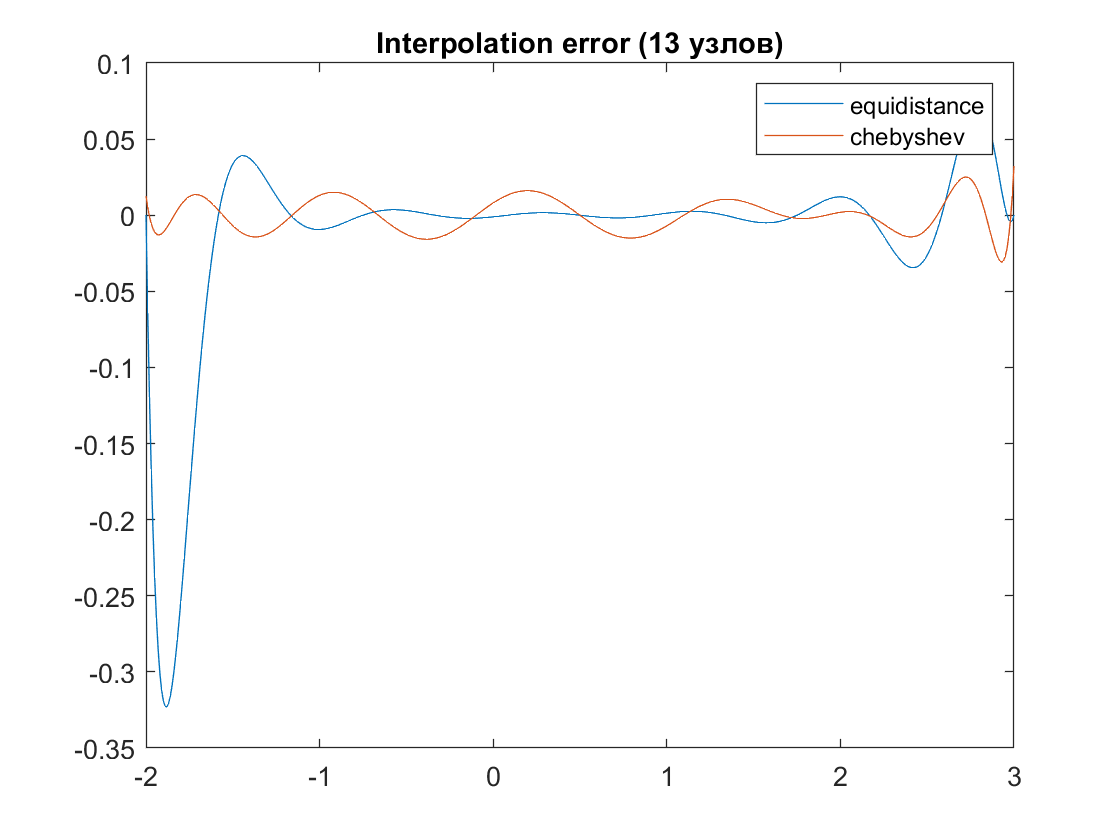 Interpolation error (13 узлов)
0.1
0.05
0
-0.05
-0.1
-0.15
-0.2
-0.25
-0.3
-0.35
equidistance
chebyshev
-2 -1 0 1 2 3